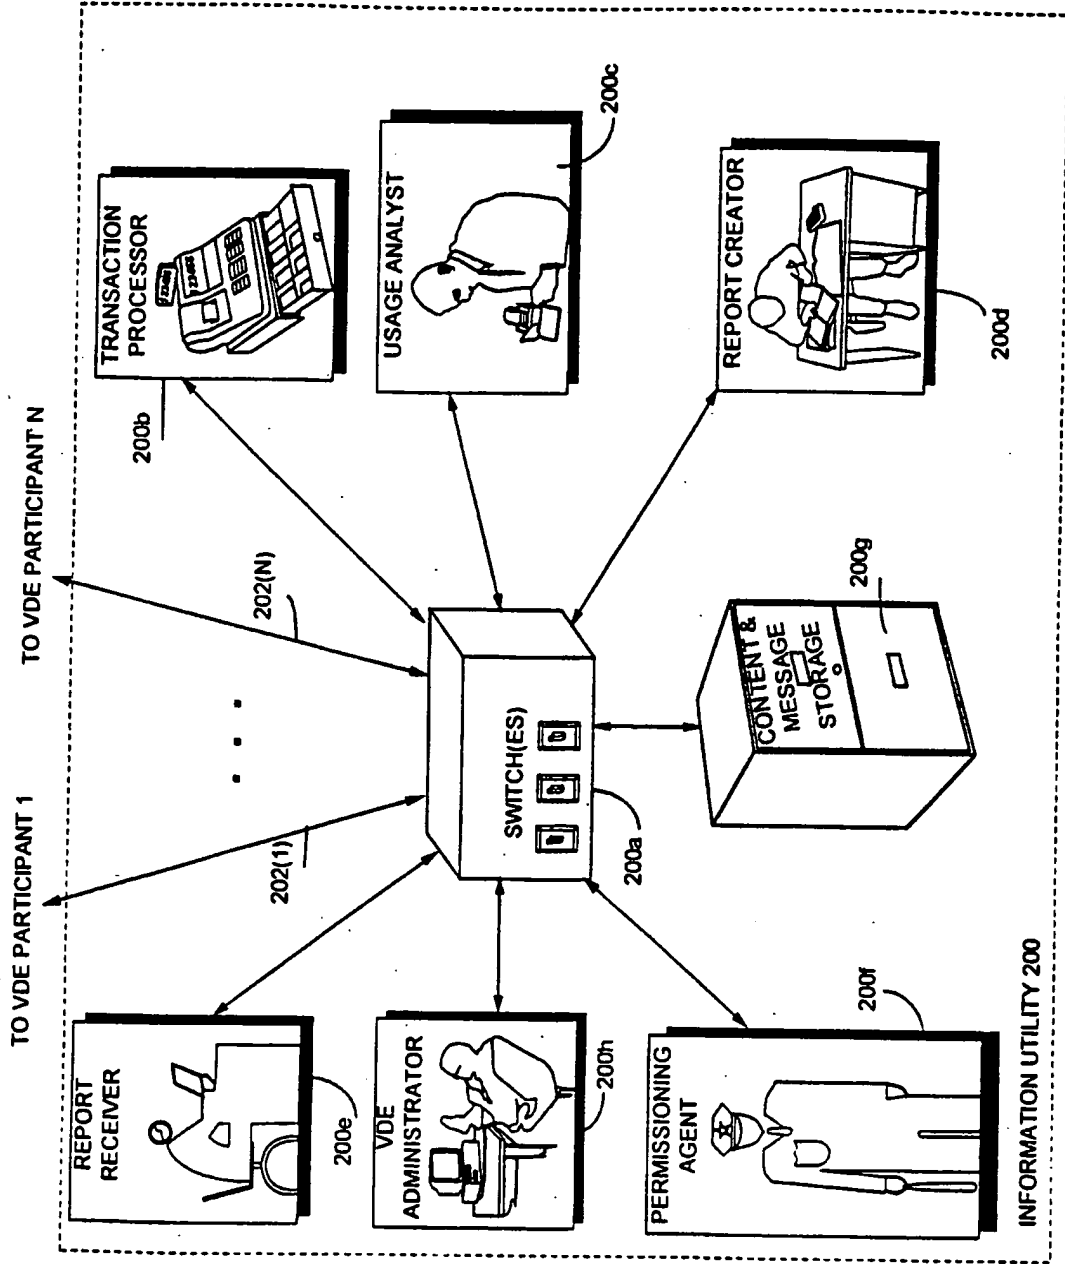 TO VDE PARTICIPANT 1
TO VDE PARTICIPANT N
202(1)
202(N)
REPORT
RECEIVER
200e
TRANSACTION
PROCESSOR
200b
VDE
ADMINISTRATOR
200h
SWITCH(ES)
200a
USAGE ANALYST
200c
PERMISSIONING
AGENT
200f
CONTENT &
MESSAGE
STORAGE
200g
REPORT CREATOR
200d
INFORMATION UTILITY 200